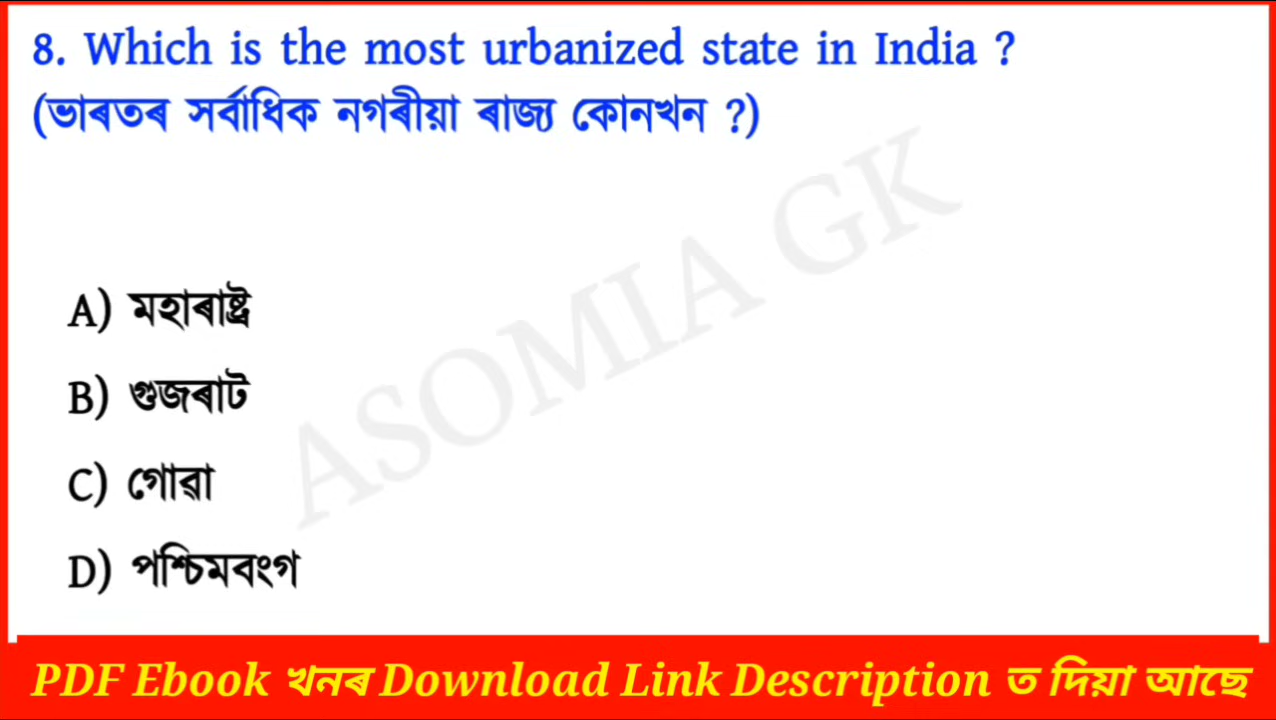 8. Which is the most urbanized state in India ?
(ভাৰতৰ সৰ্বাধিক নগৰীয়া ৰাজ্য কোনখন ?)
ASOMIA GK
A) মহাৰাষ্ট্ৰ
B) গুজৰাট
C) গোৱা
D) পশ্চিমবংগ
PDF Ebook খনৰ Download Link Description ত দিয়া আছে